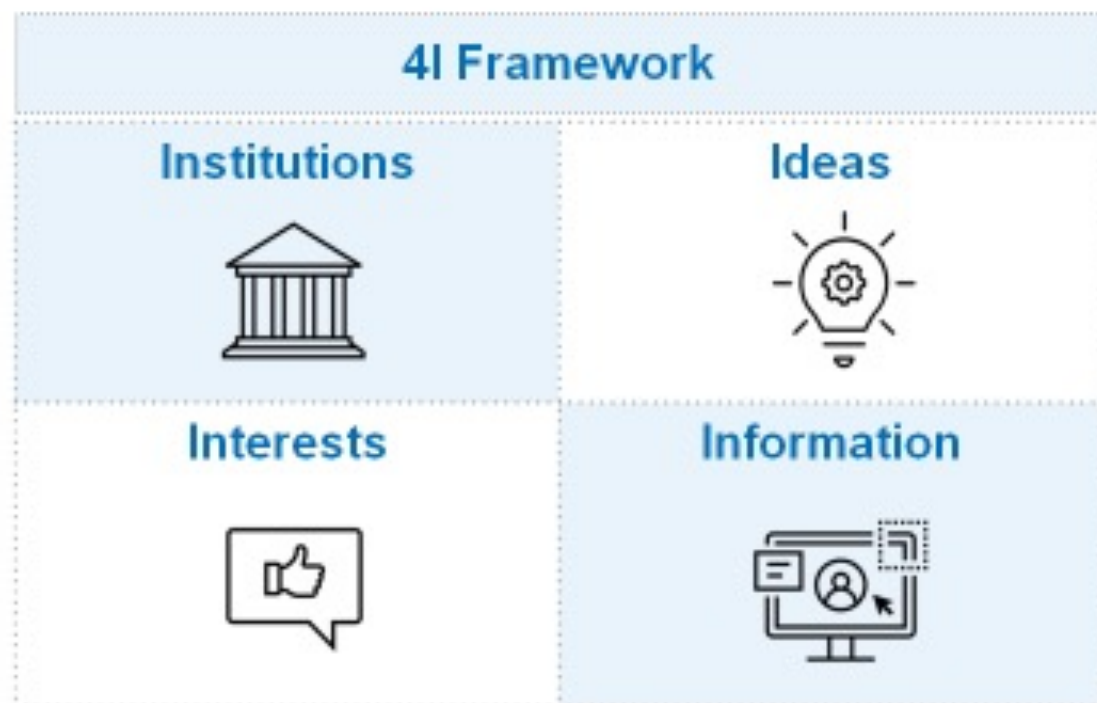 4I Framework
Institutions
Ideas
Interests
Information